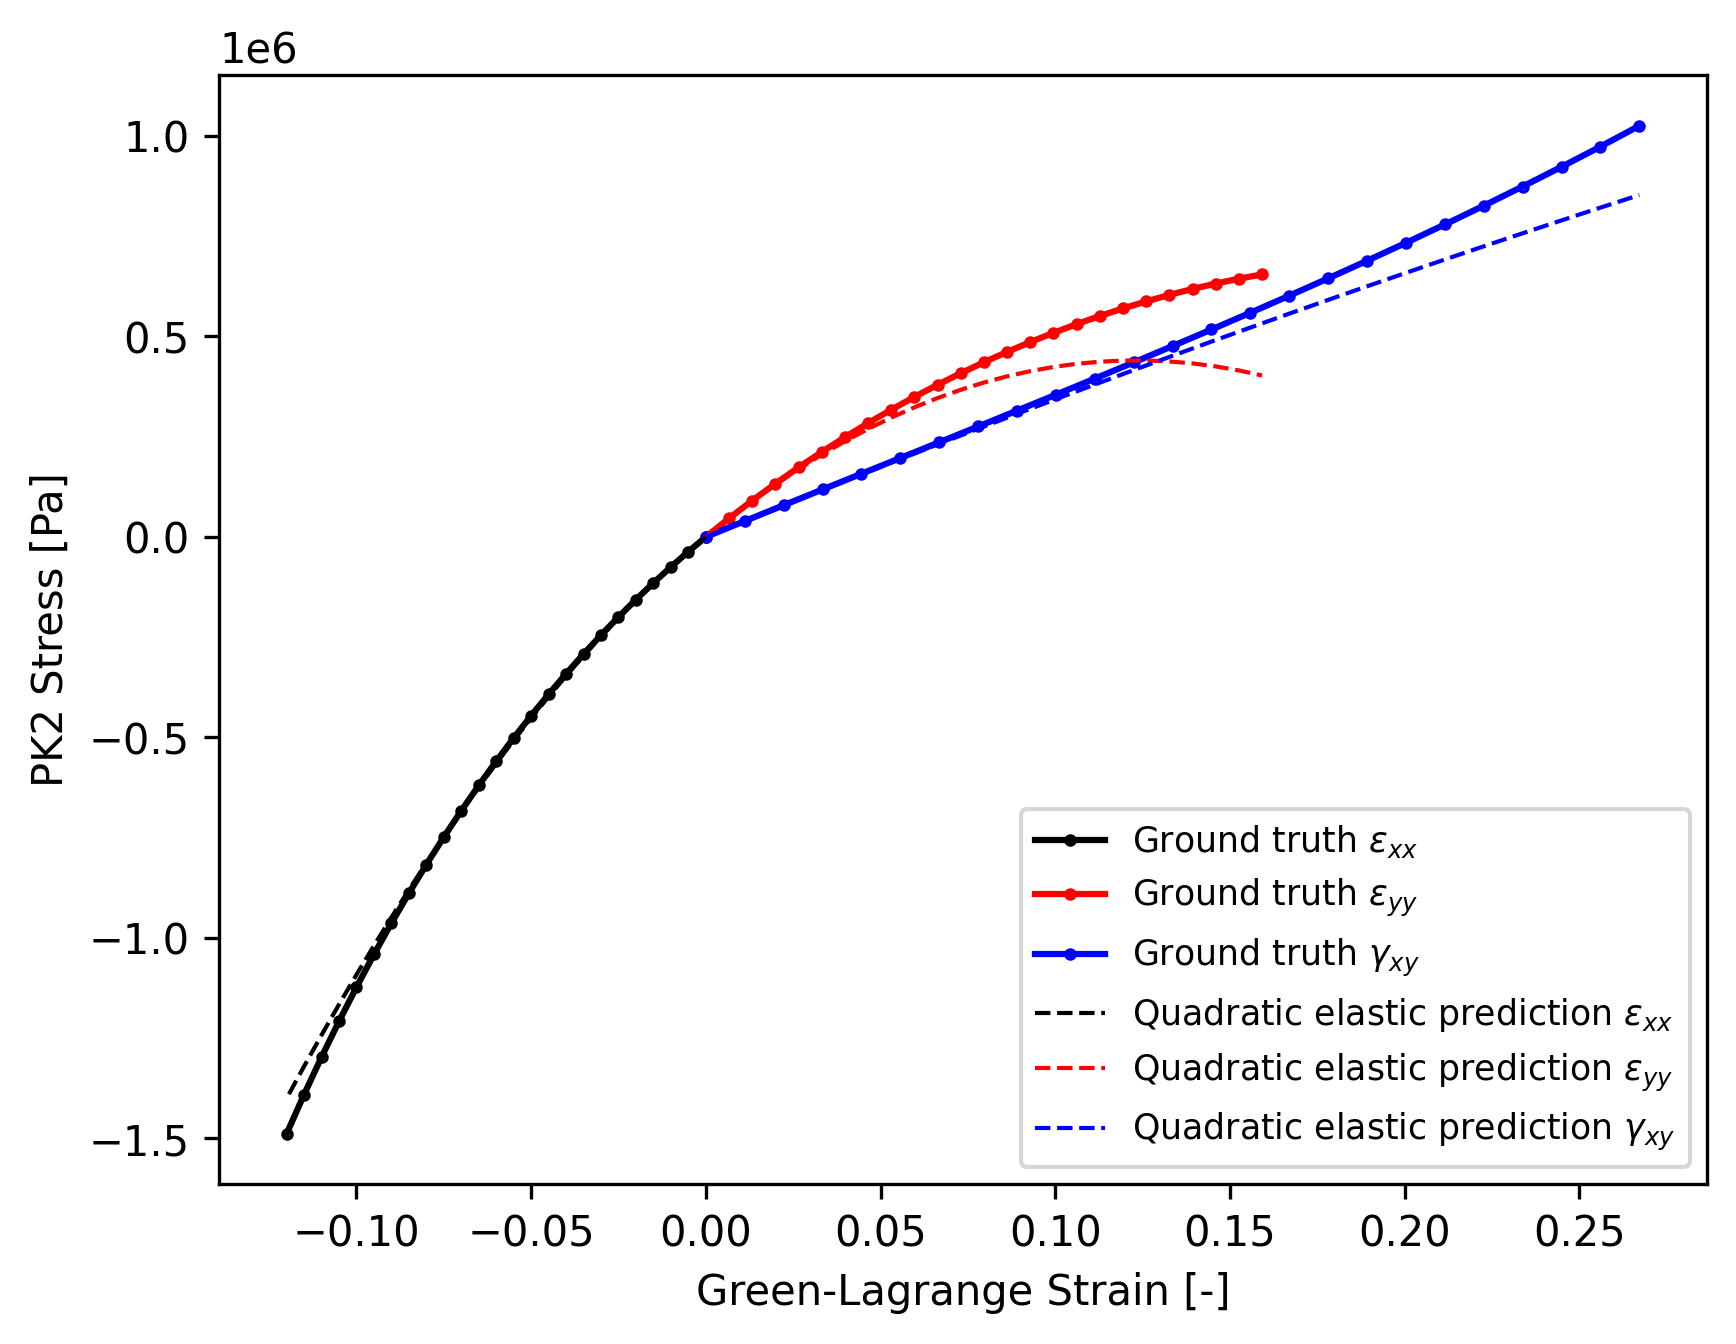 1e6
1.0
0.5
0.0
−0.5
−1.0
−1.5
PK2 Stress [Pa]
Ground truth εxx
Ground truth εyy
Ground truth γxy
Quadratic elastic prediction εxx
Quadratic elastic prediction εyy
Quadratic elastic prediction γxy
−0.10 −0.05 0.00 0.05 0.10 0.15 0.20 0.25
Green-Lagrange Strain [-]